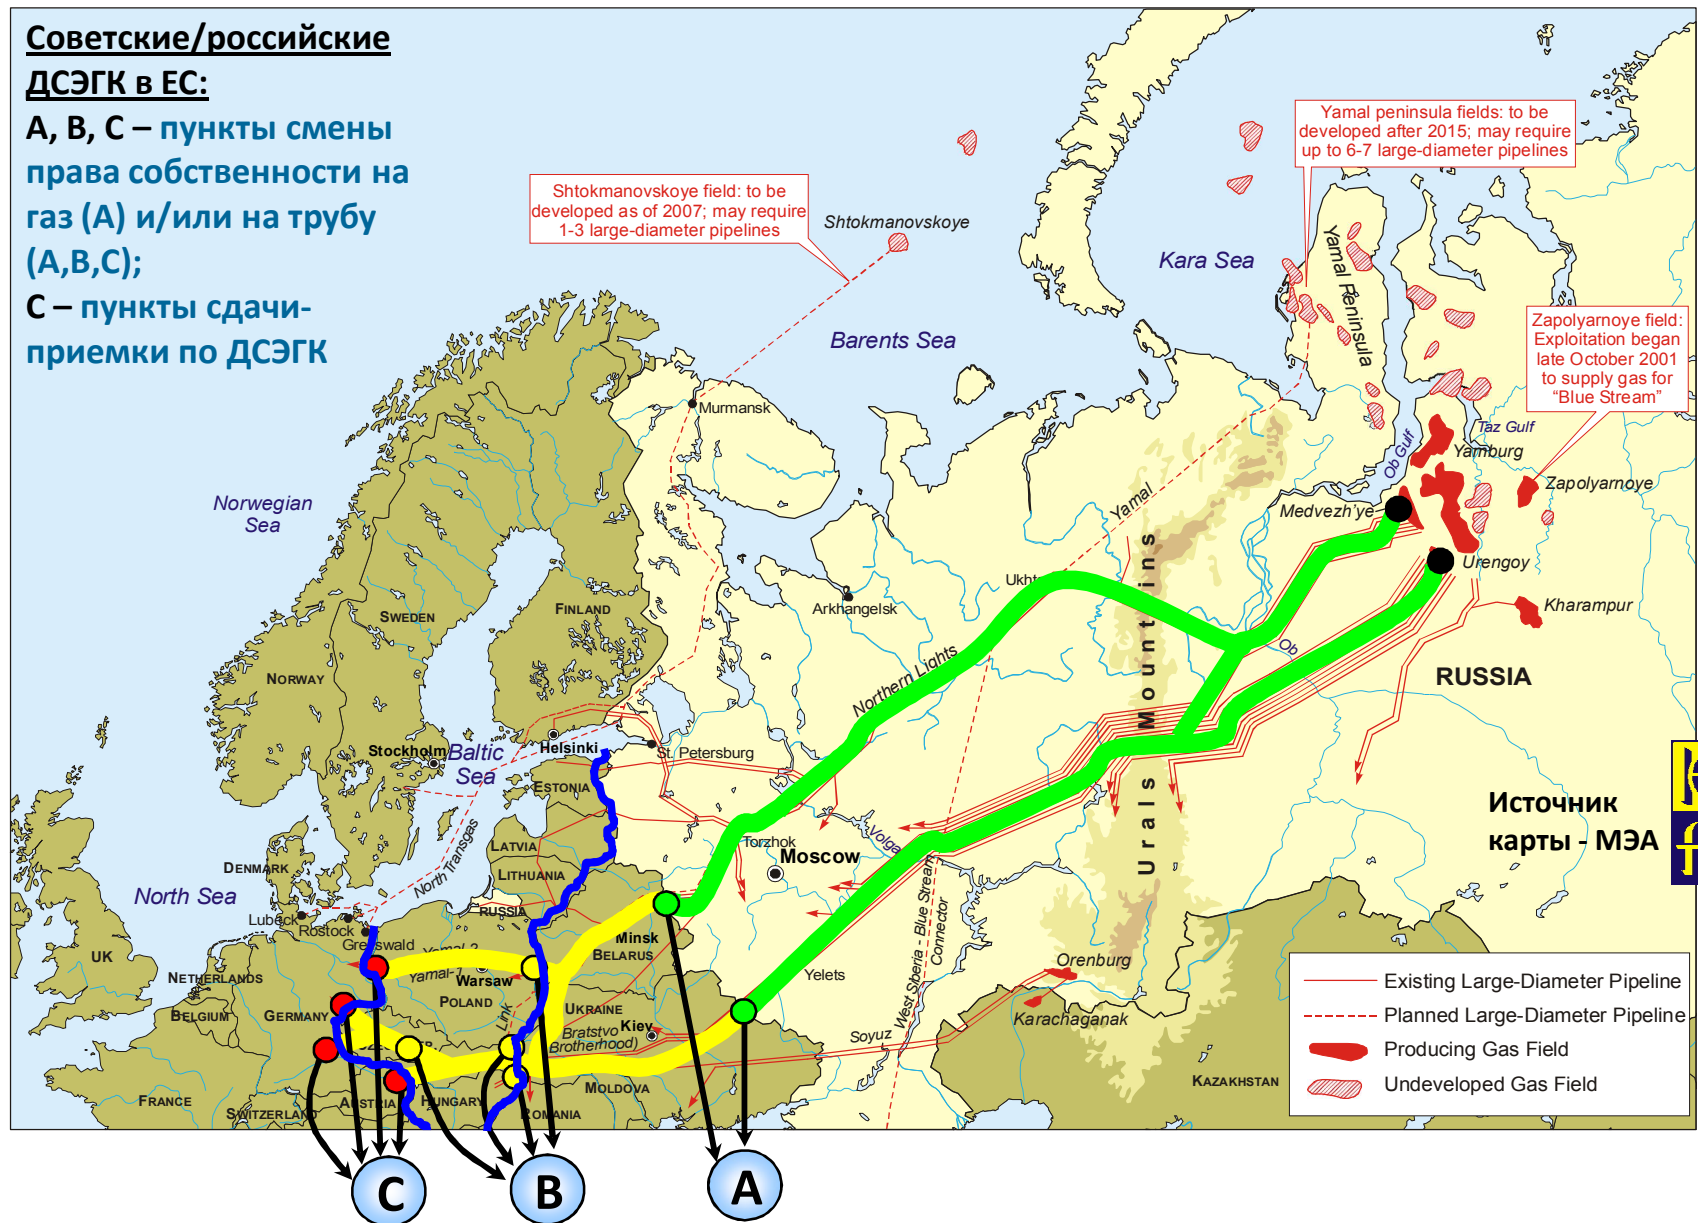 Советские/российские
ДСЭГК в ЕС:
А, В, С – пункты смены
права собственности на
газ (А) и/или на трубу
(А,В,С);
С – пункты сдачи-
приемки по ДСЭГК
Shtokmanovskoye field: to be
developed as of 2007; may require
1-3 large-diameter pipelines
Yamal peninsula fields: to be
developed after 2015; may require
up to 6-7 large-diameter pipelines
Zapolyarnoye field:
Exploitation began
late October 2001
to supply gas for
“Blue Stream”
Shtokmanovskoye
Kara Sea
Yamal Peninsula
Barents Sea
Murmansk
Ob Gulf
Taz Gulf
Yamburg
Zapolyarnoye
Medvezh'ye
Urengoy
Kharampur
Norwegian
Sea
Yamal
Arkhangelsk
FINLAND
SWEDEN
NORWAY
Northern Lights
Ob
RUSSIA
Urals Mountains
Stockholm
Baltic
Sea
Helsinki
St. Petersburg
ESTONIA
Источник
карты - МЭА
Torzhok
Moscow
Volga
LATVIA
LITHUANIA
RUSSIA
DENMARK
North Transgas
North Sea
Lubeck
Rostock
Minsk
BELARUS
UK
NETHERLANDS
BELGIUM
GERMANY
Yamal-1
Warsaw
POLAND
Link
UKRAINE
Kiev
Bratstvo
Brotherhood)
Yelets
Soyuz
West Siberia - Blue Stream
Connector
Orenburg
Karachaganak
KAZAKHSTAN
MOLDOVA
FRANCE
SWITZERLAND
AUSTRIA
HUNGARY
ROMANIA
Existing Large-Diameter Pipeline
Planned Large-Diameter Pipeline
Producing Gas Field
Undeveloped Gas Field
C
B
A